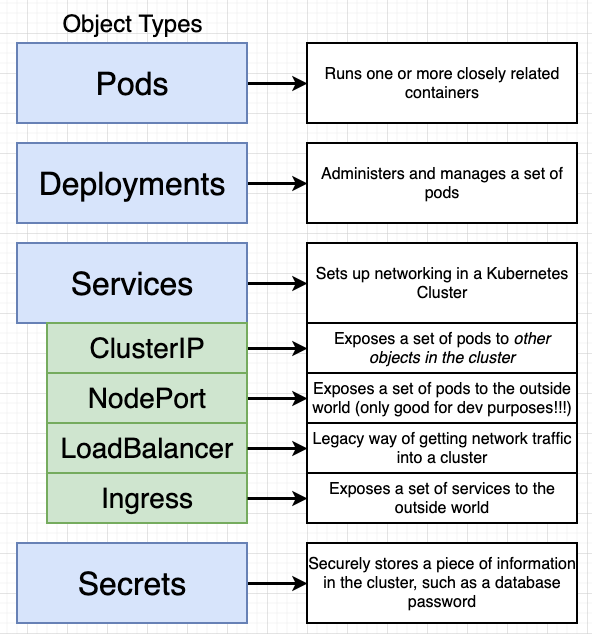 Object Types
Pods
Runs one or more closely related
containers
Deployments
Administers and manages a set of
pods
Services
Sets up networking in a Kubernetes
Cluster
ClusterIP
Exposes a set of pods to other
objects in the cluster
NodePort
Exposes a set of pods to the outside
world (only good for dev purposes!!!)
LoadBalancer
Legacy way of getting network traffic
into a cluster
Ingress
Exposes a set of services to the
outside world
Secrets
Securely stores a piece of information
in the cluster, such as a database
password